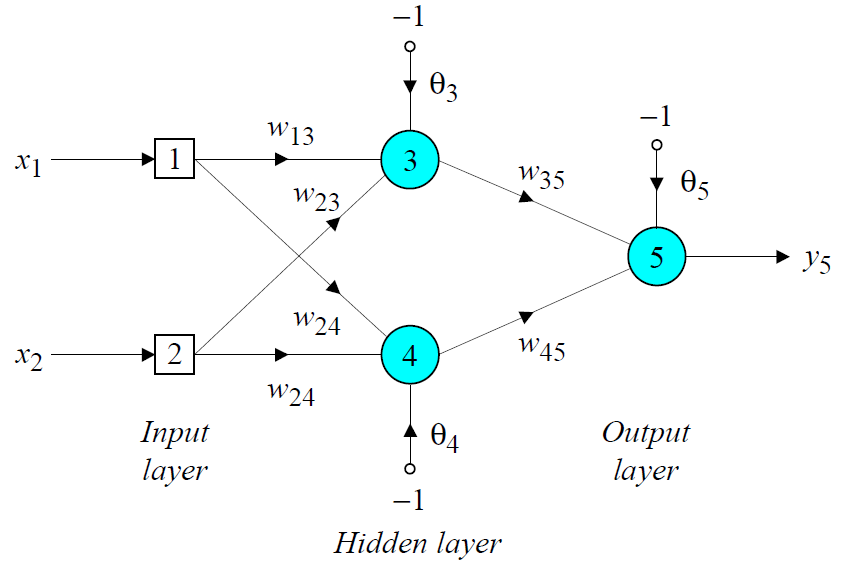 −1
θ3
−1
x1
1
w13
3
w35
θ5
w23
5
y5
w24
x2
2
4
w45
w24
Input
layer
θ4
Output
layer
−1
Hidden layer